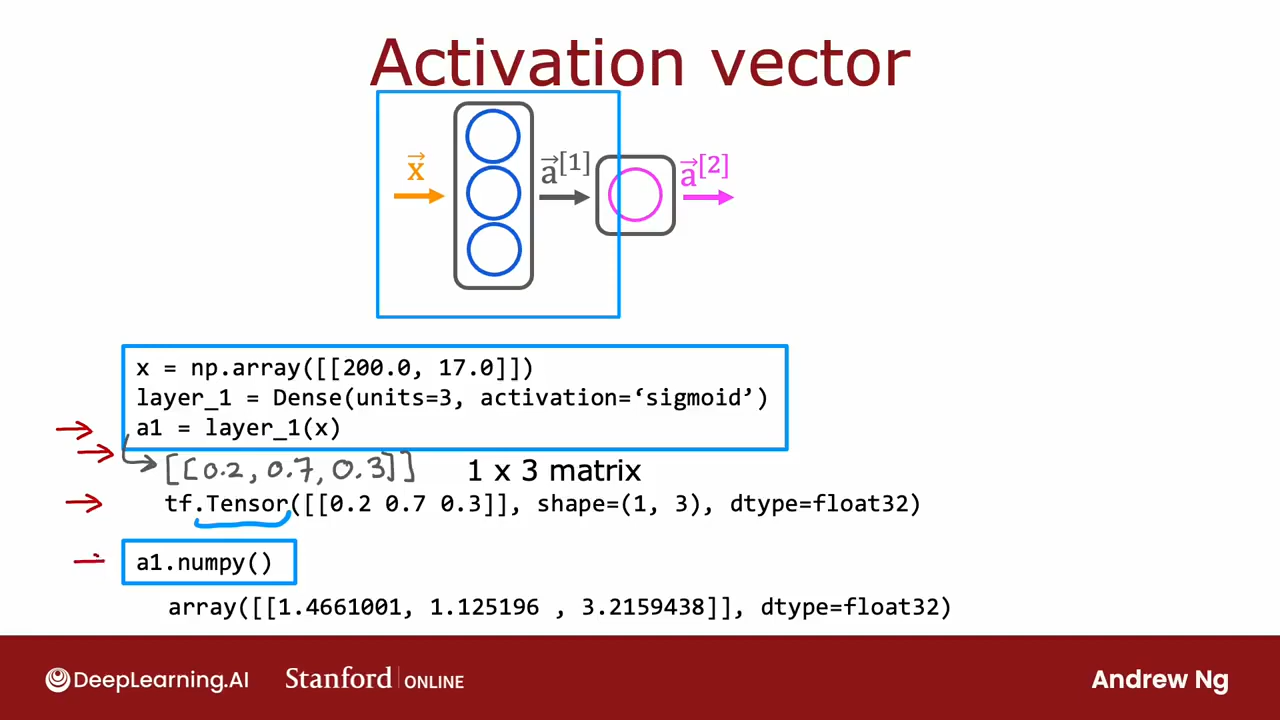 Activation vector
x⃗
a⃗[1]
a⃗[2]
x = np.array([[200.0, 17.0]])
layer_1 = Dense(units=3, activation=‘sigmoid’)
a1 = layer_1(x)
[[0.2, 0.7, 0.3]] 1 x 3 matrix
tf.Tensor([[0.2 0.7 0.3]], shape=(1, 3), dtype=float32)
a1.numpy()
array([[1.4661001, 1.125196 , 3.2159438]], dtype=float32)
DeepLearning.AI Stanford ONLINE Andrew Ng